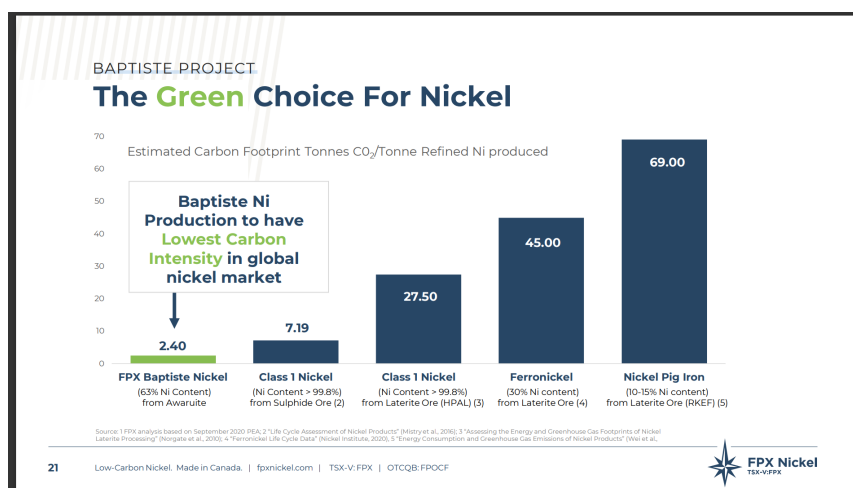 BAPTISTE PROJECT
The Green Choice For Nickel
Estimated Carbon Footprint Tonnes C0₂/Tonne Refined Ni produced
70
60
50
40
30
20
10
0
Baptiste Ni
Production to have
Lowest Carbon
Intensity in global
nickel market
2.40
7.19
27.50
45.00
69.00
FPX Baptiste Nickel
(63% Ni Content)
from Awaruite
Class 1 Nickel
(Ni Content > 99.8%)
from Sulphide Ore (2)
Class 1 Nickel
(Ni Content > 99.8%)
from Laterite Ore (HPAL) (3)
Ferronickel
(30% Ni content)
from Laterite Ore (4)
Nickel Pig Iron
(10-15% Ni content)
from Laterite Ore (RKEF) (5)
Source: 1 FPX analysis based on September 2020 PEA; 2 “Life Cycle Assessment of Nickel Products” (Mistry et al., 2016); 3 “Assessing the Energy and Greenhouse Gas Footprints of Nickel
Laterite Processing” (Norgate et al., 2010), 4 “Ferronickel Life Cycle Data” (Nickel Institute, 2020), 5 “Energy Consumption and Greenhouse Gas Emissions of Nickel Products” (Wei et al.,
21
Low-Carbon Nickel. Made in Canada. | fpxnickel.com | TSX-V: FPX | OTCQB: FPOCF
FPX Nickel
TSX-V:FPX